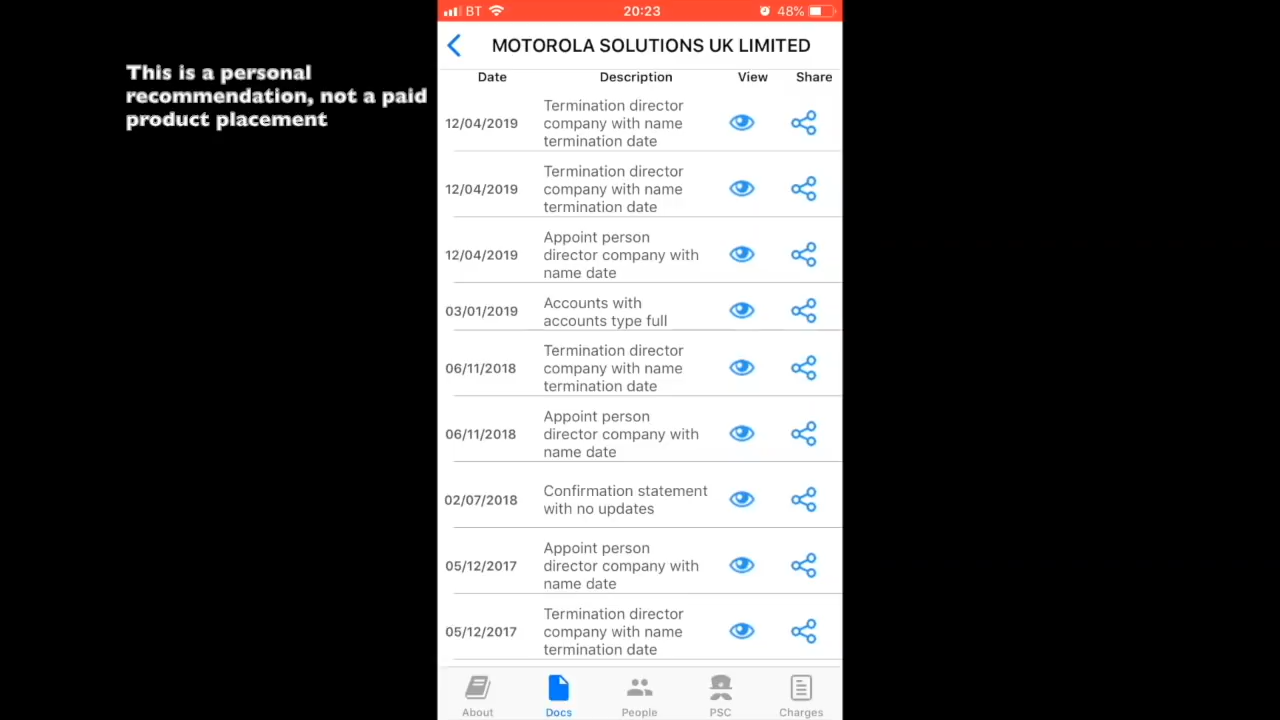 This is a personal
recommendation, not a paid
product placement
BT 20:23 48%
MOTOROLA SOLUTIONS UK LIMITED
Date Description View Share
12/04/2019
Termination director
company with name
termination date
12/04/2019
Termination director
company with name
termination date
12/04/2019
Appoint person
director company with
name date
03/01/2019
Accounts with
accounts type full
06/11/2018
Termination director
company with name
termination date
06/11/2018
Appoint person
director company with
name date
02/07/2018
Confirmation statement
with no updates
05/12/2017
Appoint person
director company with
name date
05/12/2017
Termination director
company with name
termination date
About Docs People PSC Charges